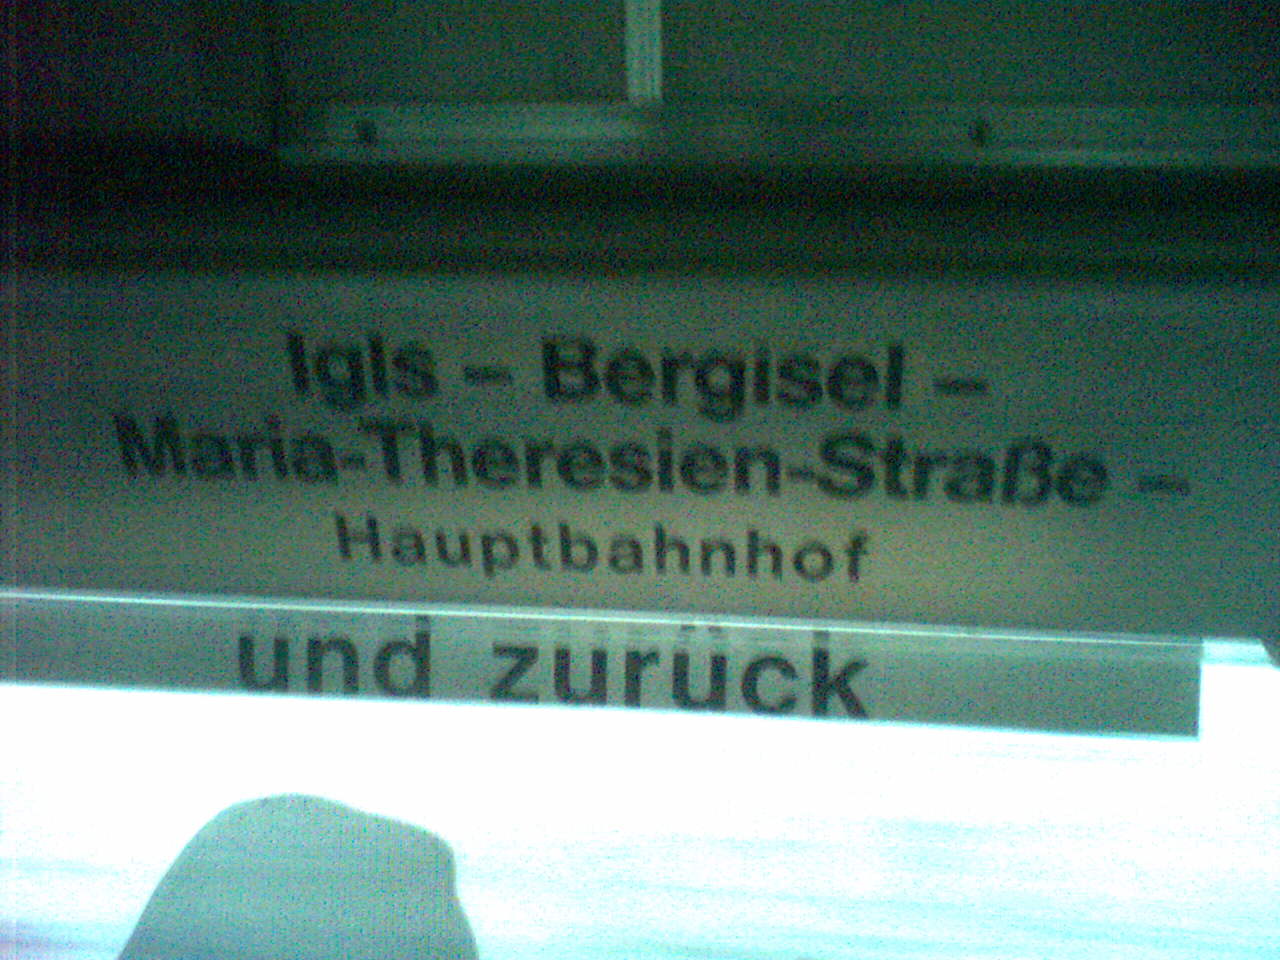 Igls – Bergisel –
Maria-Theresien-Straße –
Hauptbahnhof
und zurück